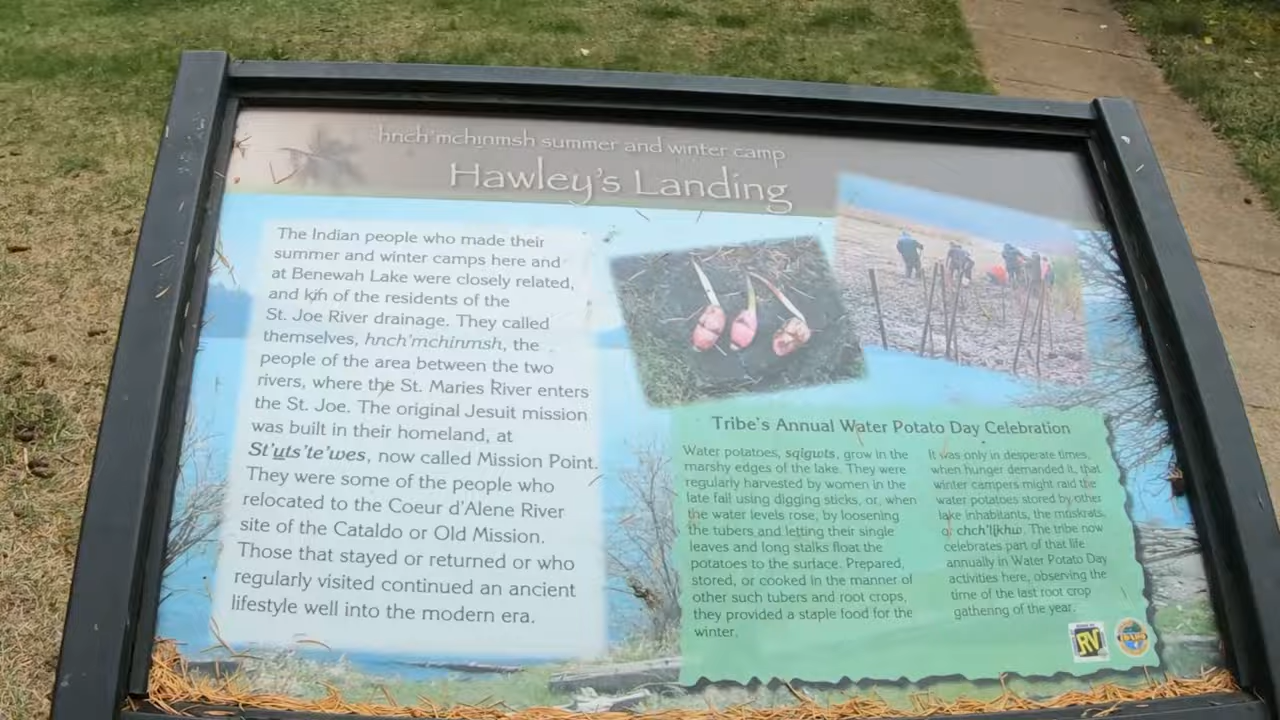 hnch'mchinmsh summer and winter camp
Hawley's Landing
The Indian people who made their
summer and winter camps here and
at Benewah Lake were closely related,
and kin of the residents of the
St. Joe River drainage. They called
themselves, hnch'mchinmsh, the
people of the area between the two
rivers, where the St. Maries River enters
the St. Joe. The original Jesuit mission
was built in their homeland, at
St'uts'te'wes, now called Mission Point.
They were some of the people who
relocated to the Coeur d'Alene River
site of the Cataldo or Old Mission.
Those that stayed or returned or who
regularly visited continued an ancient
lifestyle well into the modern era.
Tribe's Annual Water Potato Day Celebration
Water potatoes, sqigwts, grow in the
marshy edges of the lake. They were
regularly harvested by women in the
late fall using digging sticks, or, when
the water levels rose, by loosening
the tubers and letting their single
leaves and long stalks float the
potatoes to the surface. Prepared,
stored, or cooked in the manner of
other such tubers and root crops,
they provided a staple food for the
winter.
It was only in desperate times,
when hunger demanded it, that
winter campers might raid the
water potatoes stored by other
lake inhabitants, the muskrats,
or The tribe now
celebrates part of that life
annually in Water Potato Day
activities here, observing the
time of the last root crop
gathering of the year.
RV
IDAHO